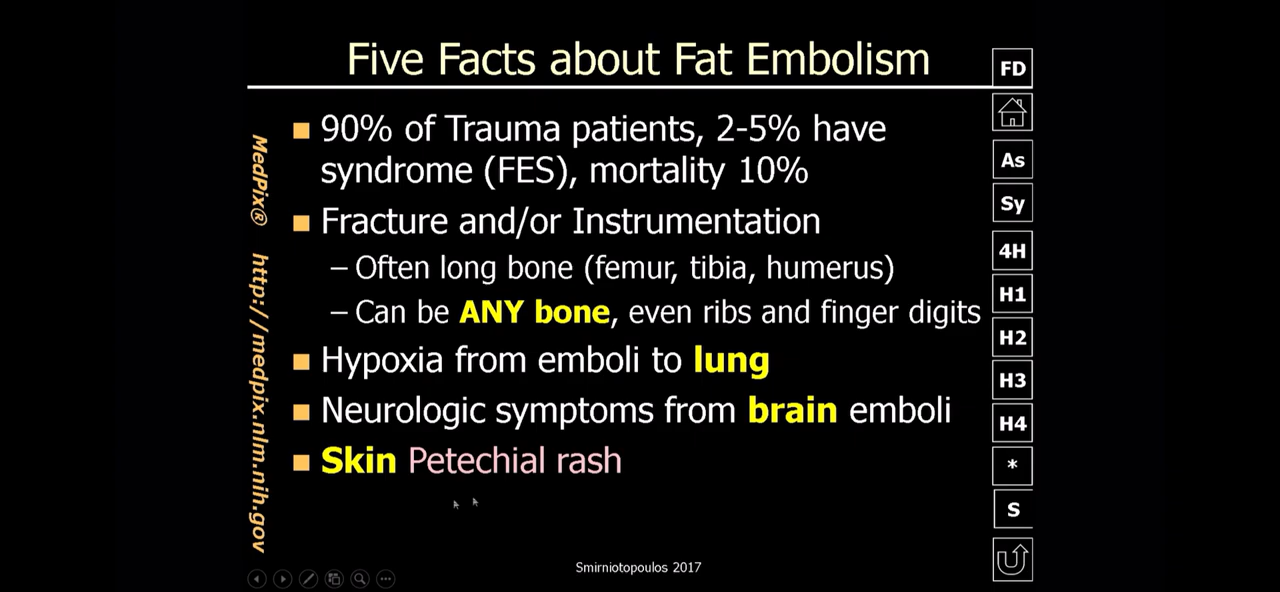 Five Facts about Fat Embolism
■ 90% of Trauma patients, 2-5% have
syndrome (FES), mortality 10%
■ Fracture and/or Instrumentation
– Often long bone (femur, tibia, humerus)
– Can be ANY bone, even ribs and finger digits
■ Hypoxia from emboli to lung
■ Neurologic symptoms from brain emboli
■ Skin Petechial rash
Smirniotopoulos 2017
MedPix® http://medpix.nlm.nih.gov
FD
As
Sy
4H
H1
H2
H3
H4
*
S